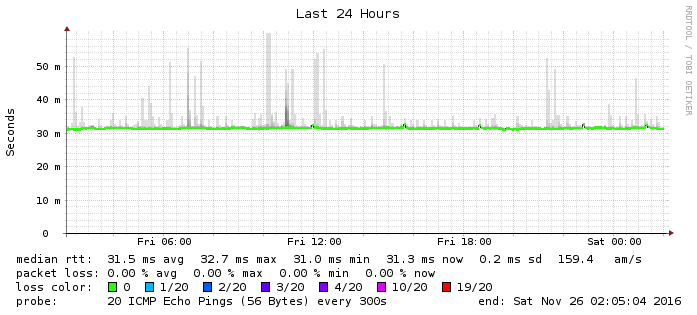 Last 24 Hours
RRDTOOL / TOBI OETIKER
Seconds
50 m
40 m
30 m
20 m
10 m
0
Fri 06:00 Fri 12:00 Fri 18:00 Sat 00:00
median rtt: 31.5 ms avg 32.7 ms max 31.0 ms min 31.3 ms now 0.2 ms sd 159.4 am/s
packet loss: 0.00 % avg 0.00 % max 0.00 % min 0.00 % now
loss color: 0 1/20 2/20 3/20 4/20 10/20 19/20
probe: 20 ICMP Echo Pings (56 Bytes) every 300s end: Sat Nov 26 02:05:04 2016